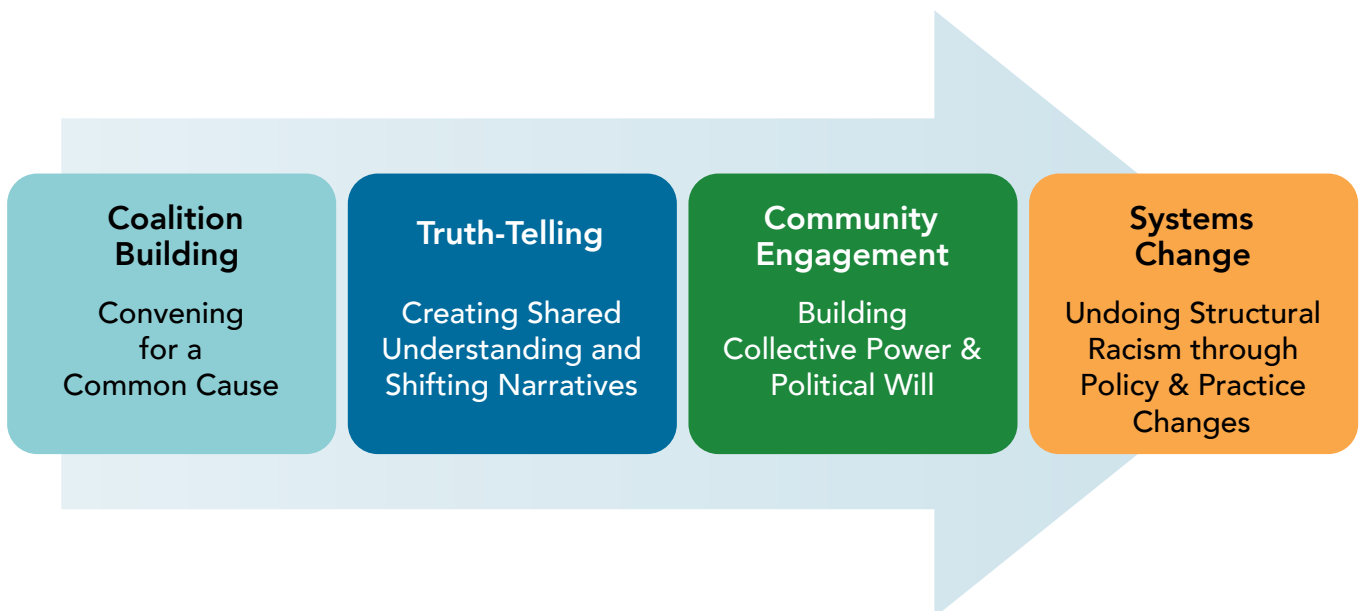 Coalition
Building
Convening
for a
Common Cause
Truth-Telling
Creating Shared
Understanding and
Shifting Narratives
Community
Engagement
Building
Collective Power &
Political Will
Systems
Change
Undoing Structural
Racism through
Policy & Practice
Changes